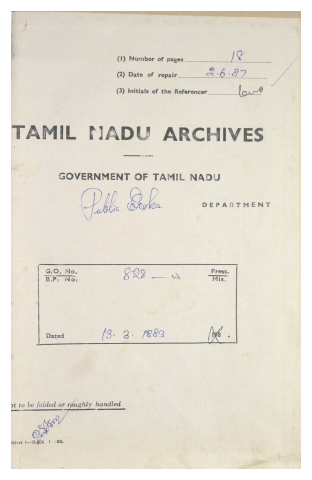 (1) Number of pages 18
(2) Date of repair 2.6.87
(3) Initials of the Referencer
TAMIL NADU ARCHIVES
GOVERNMENT OF TAMIL NADU
Public Works DEPARTMENT
G.O. No. 828 — W Press.
B.P. No. Mis.
Dated 13. 3. 1883
to be folded or roughly handled